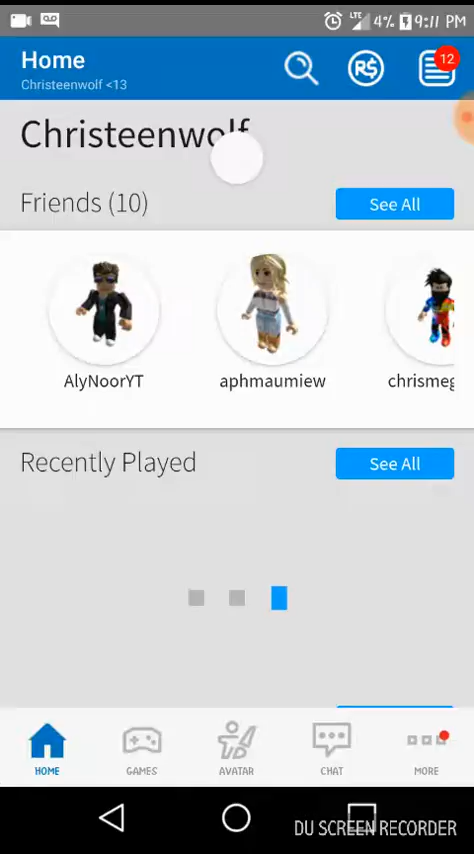 LTE 4% 9:11 PM
Home
Christeenwolf <13
R$
12
Christeenwolf
Friends (10)
See All
AlyNoorYT
aphmaumiew
chrismeg
Recently Played
See All
HOME
GAMES
AVATAR
CHAT
MORE
DU SCREEN RECORDER